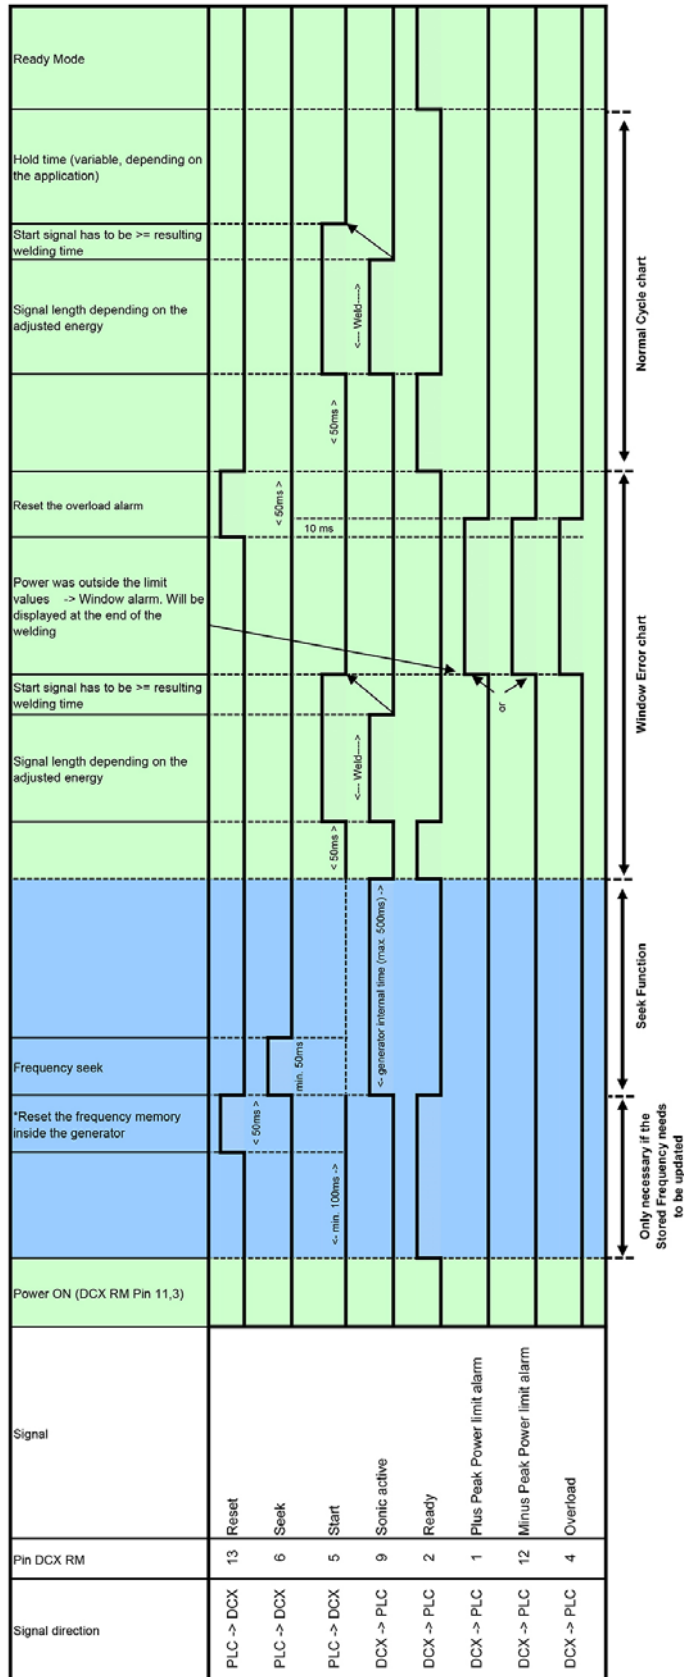 Ready Mode
Hold time (variable, depending on
the application)
Start signal has to be >= resulting
welding time
Signal length depending on the
adjusted energy
<--- Weld---->
< 50ms >
Normal Cycle chart
Reset the overload alarm
< 50ms >
10 ms
Power was outside the limit
values -> Window alarm. Will be
displayed at the end of the
welding
Start signal has to be >= resulting
welding time
or
Signal length depending on the
adjusted energy
<--- Weld---->
< 50ms >
Window Error chart
<- generator internal time (max. 500ms) ->
Frequency seek
min. 50ms
Seek Function
*Reset the frequency memory
inside the generator
< 50ms >
<- min. 100ms ->
Only necessary if the
Stored Frequency needs
to be updated
Power ON (DCX RM Pin 11,3)
Signal
Reset
Seek
Start
Sonic active
Ready
Plus Peak Power limit alarm
Minus Peak Power limit alarm
Overload
Pin DCX RM
13
6
5
9
2
1
12
4
Signal direction
PLC -> DCX
PLC -> DCX
PLC -> DCX
DCX -> PLC
DCX -> PLC
DCX -> PLC
DCX -> PLC
DCX -> PLC